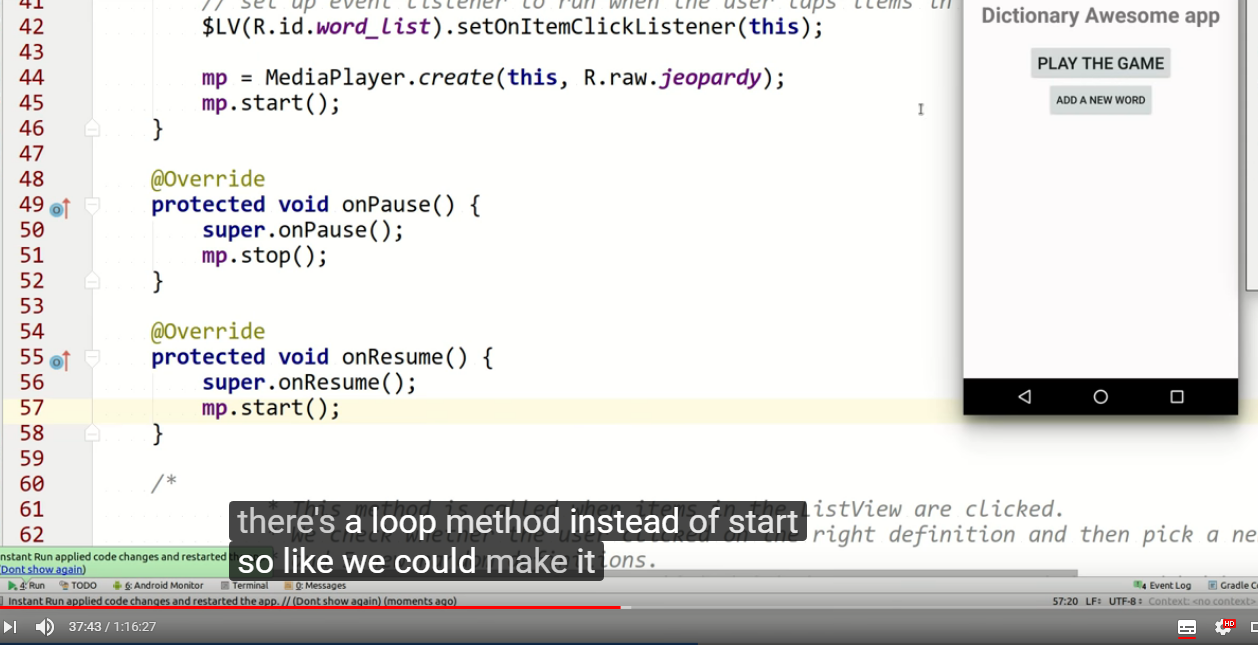 41 // set up event listener to run when the user taps items in
42 $LV(R.id.word_list).setOnItemClickListener(this);
43
44 mp = MediaPlayer.create(this, R.raw.jeopardy);
45 mp.start();
46 }
47
48 @Override
49 protected void onPause() {
50 super.onPause();
51 mp.stop();
52 }
53
54 @Override
55 protected void onResume() {
56 super.onResume();
57 mp.start();
58 }
59
60 /*
61 * This method is called when items in the ListView are clicked.
62 * We check whether the user clicked on the right definition and then pick a ne
Dictionary Awesome app
PLAY THE GAME
ADD A NEW WORD
there's a loop method instead of start
so like we could make it
nstant Run applied code changes and restarted th
(Dont show again)
4: Run TODO 6: Android Monitor Terminal 0: Messages
4 Event Log Gradle Co
Instant Run applied code changes and restarted the app. // (Dont show again) (moments ago)
57:20 LF÷ UTF-8÷ Context: <no context>
37:43 / 1:16:27
HD